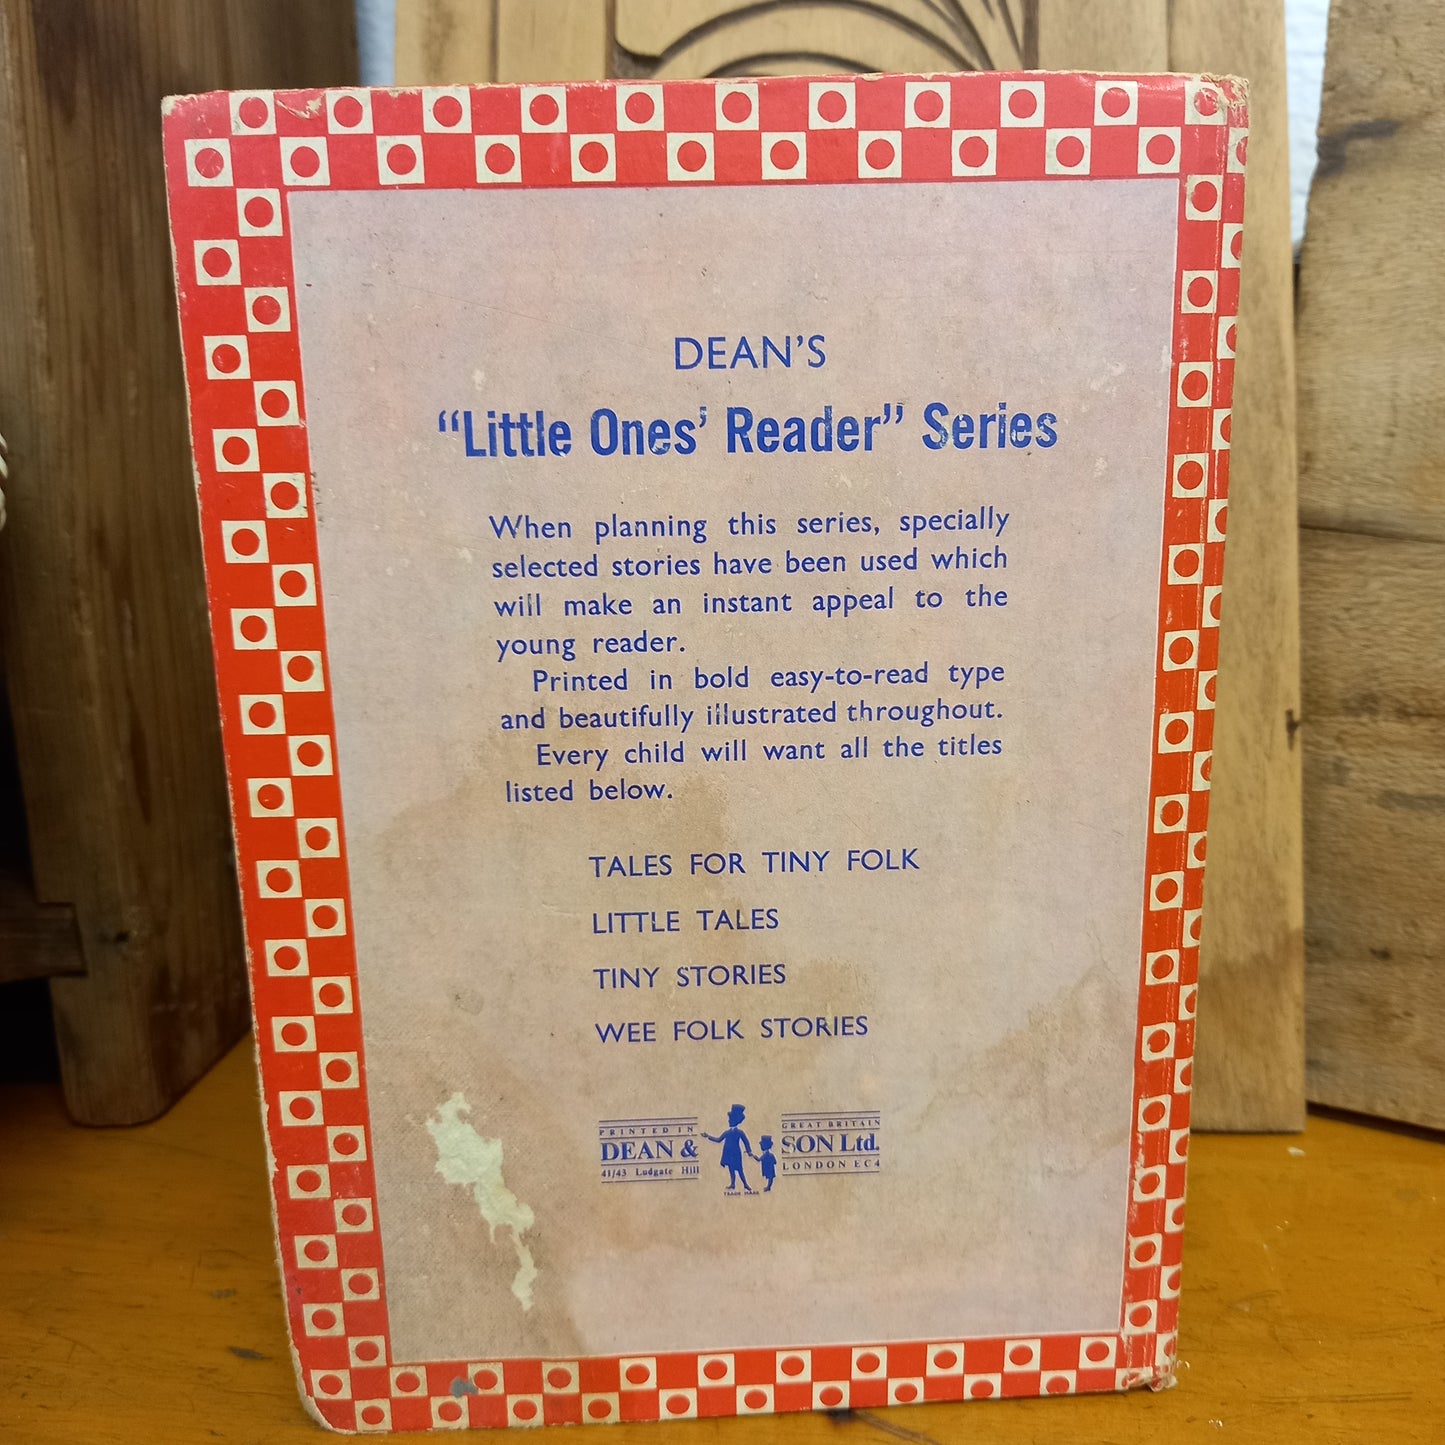 DEAN'S
“Little Ones’ Reader” Series
When planning this series, specially
selected stories have been used which
will make an instant appeal to the
young reader.
Printed in bold easy-to-read type
and beautifully illustrated throughout.
Every child will want all the titles
listed below.
TALES FOR TINY FOLK
LITTLE TALES
TINY STORIES
WEE FOLK STORIES
PRINTED IN GREAT BRITAIN
DEAN & SON Ltd.
41/43 Ludgate Hill LONDON EC4
TRADE MARK